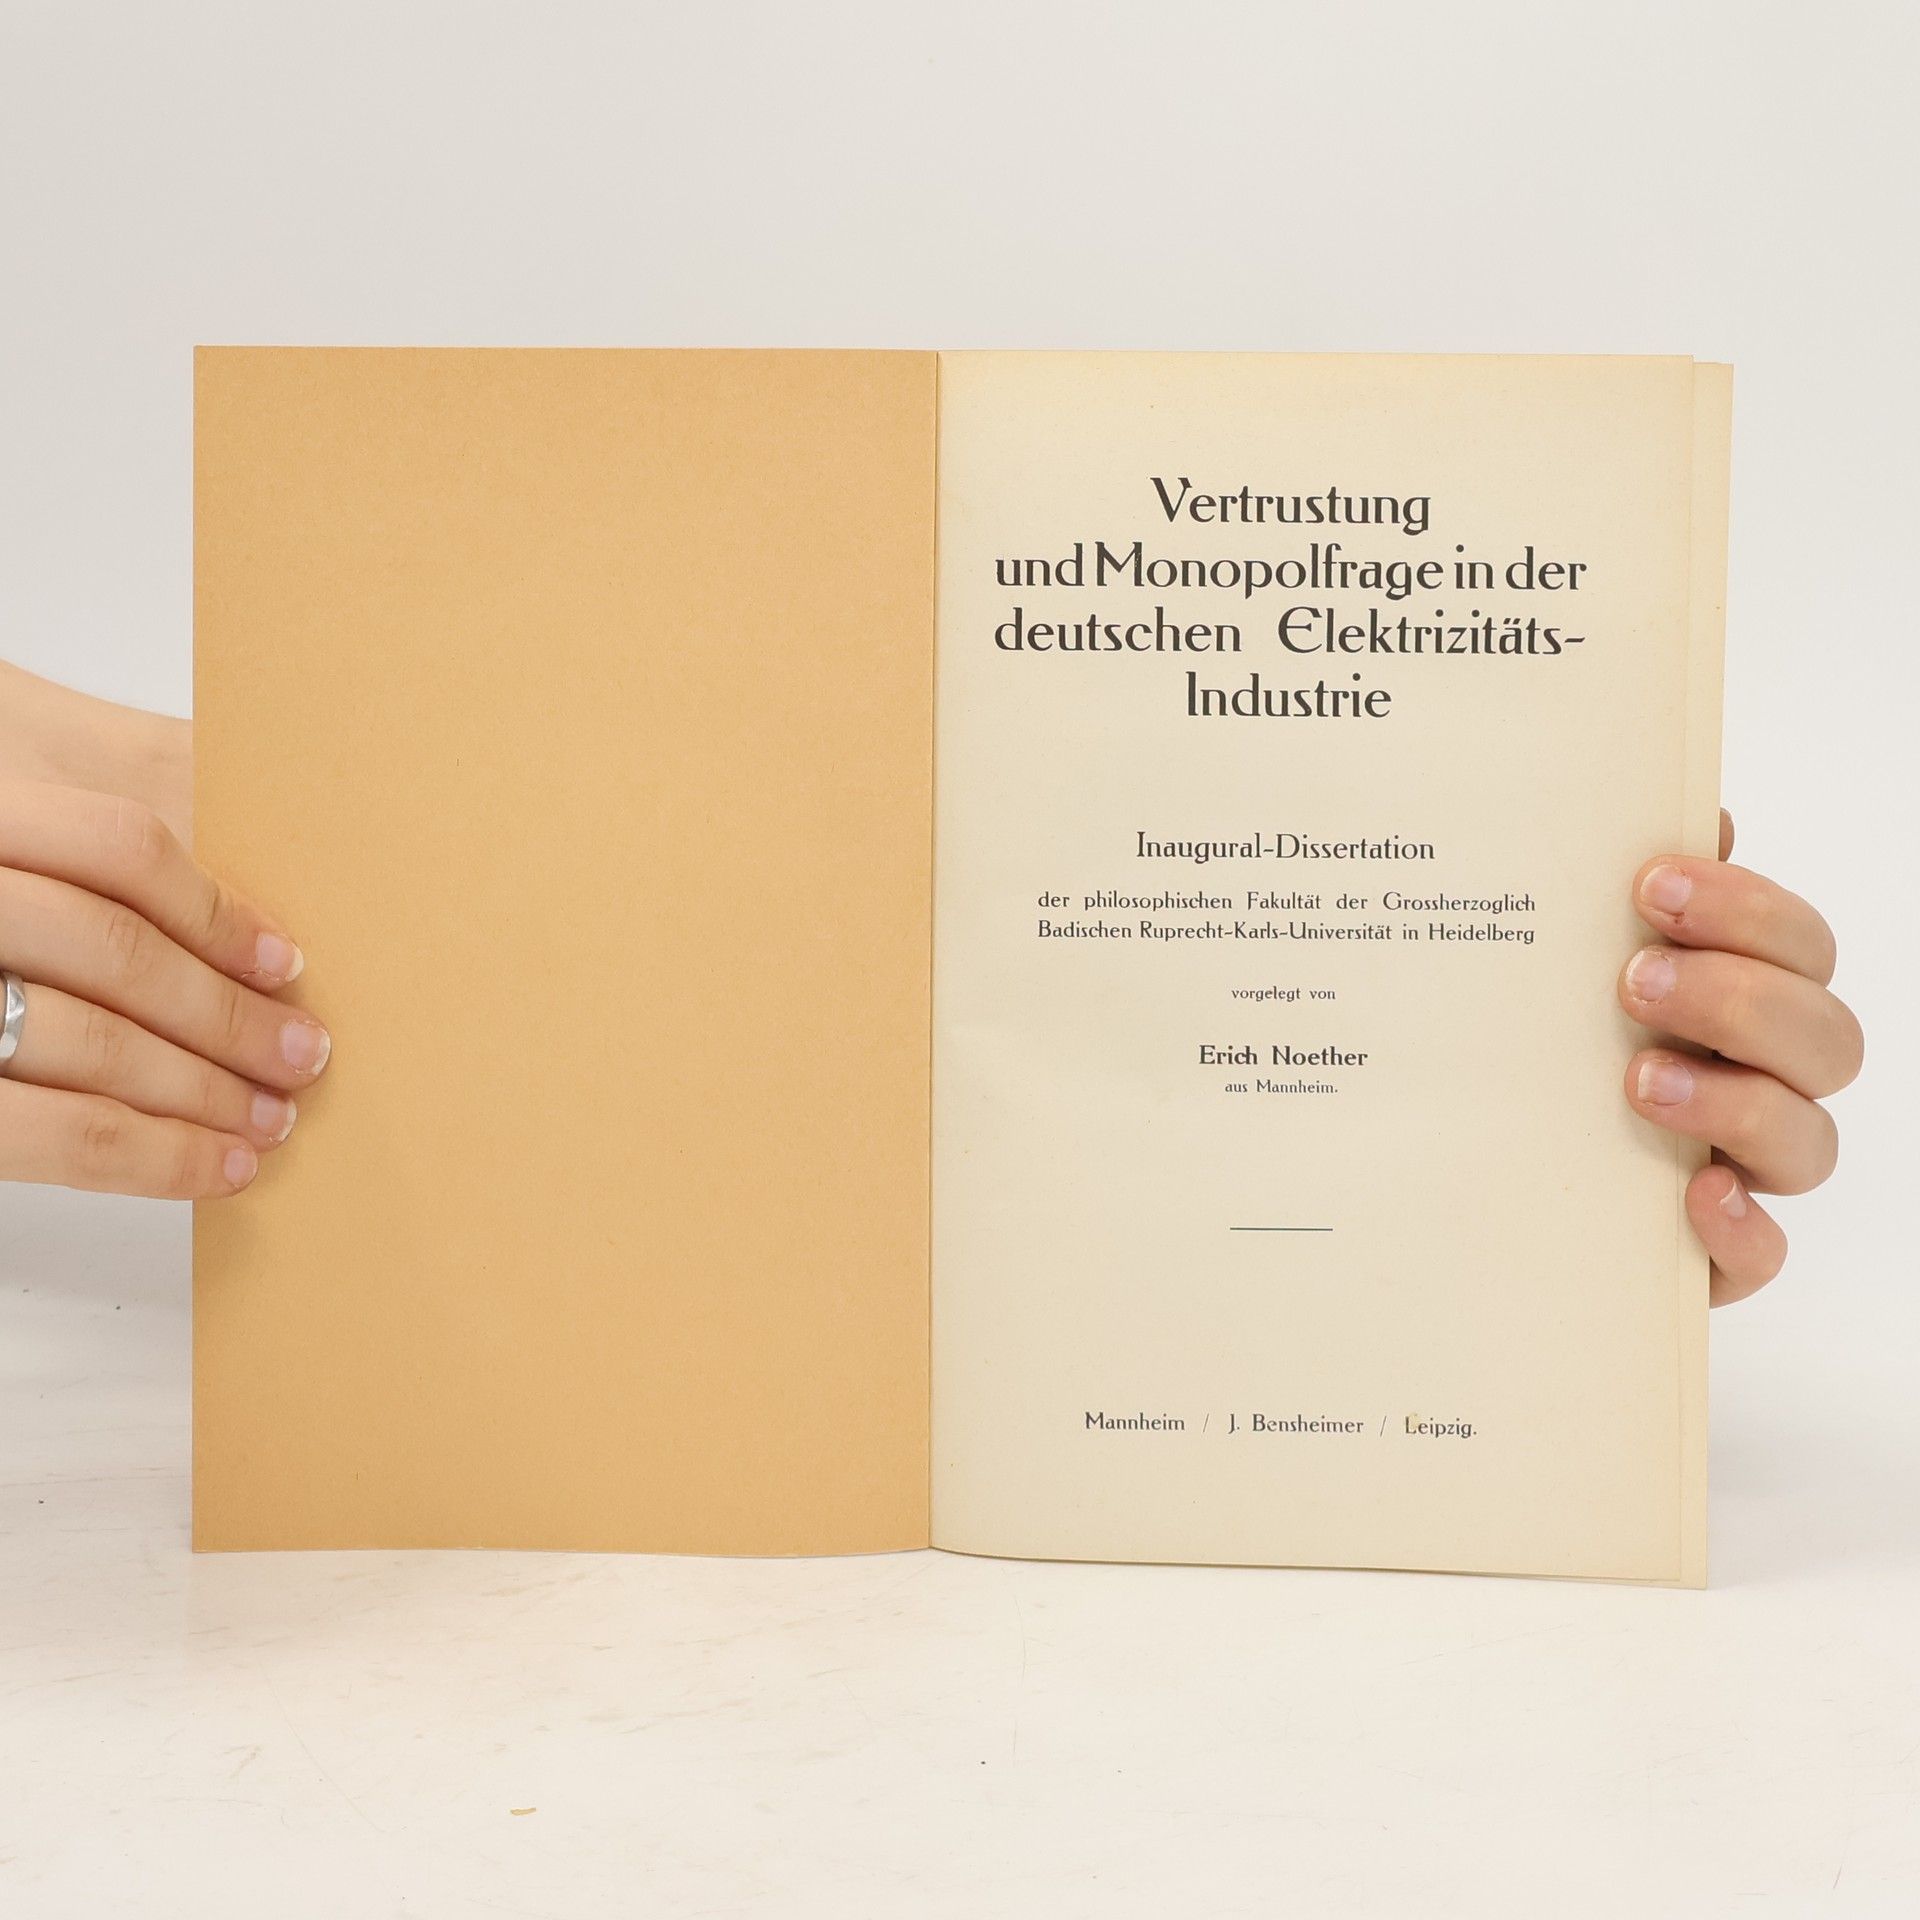 Vertrustung
und Monopolfrage in der
deutschen Elektrizitäts-
Industrie
Inaugural-Dissertation
der philosophischen Fakultät der Grossherzoglich
Badischen Ruprecht-Karls-Universität in Heidelberg
vorgelegt von
Erich Noether
aus Mannheim.
Mannheim / J. Bensheimer / Leipzig.